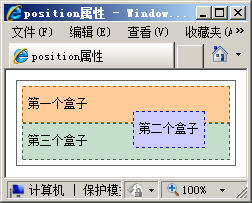 position属性 - Window...
文件(F) 编辑(E) 查看(V) 收藏夹(A
position属性
第一个盒子
第二个盒子
第三个盒子
计算机 | 保护模: 100%